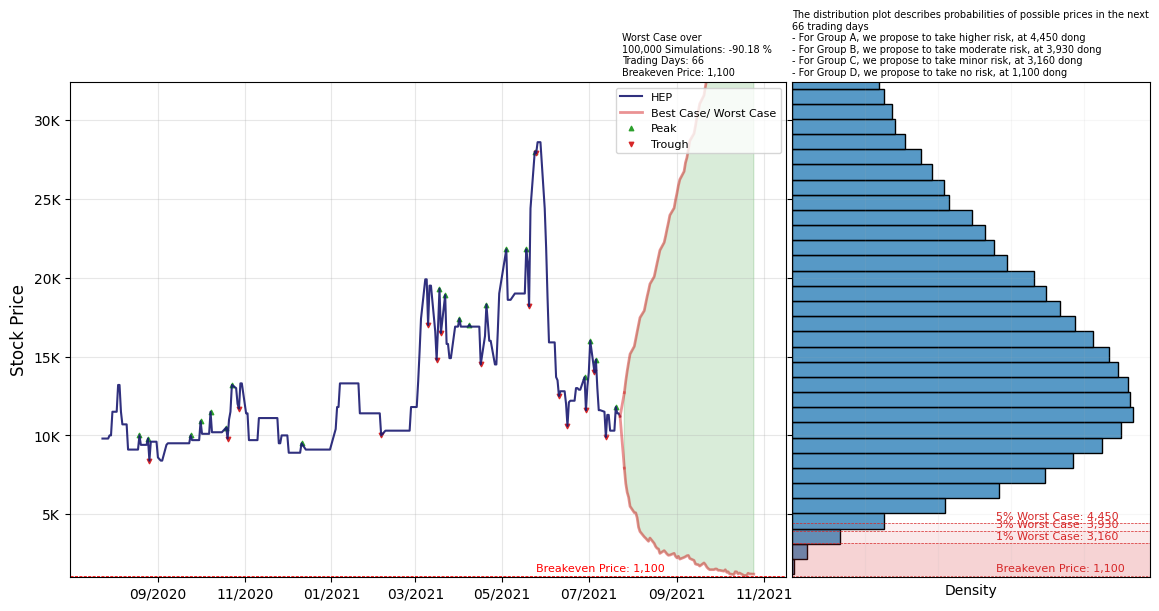 Worst Case over
100,000 Simulations: -90.18 %
Trading Days: 66
Breakeven Price: 1,100
The distribution plot describes probabilities of possible prices in the next
66 trading days
- For Group A, we propose to take higher risk, at 4,450 dong
- For Group B, we propose to take moderate risk, at 3,930 dong
- For Group C, we propose to take minor risk, at 3,160 dong
- For Group D, we propose to take no risk, at 1,100 dong
HEP
Best Case/ Worst Case
Peak
Trough
Stock Price
30K
25K
20K
15K
10K
5K
Breakeven Price: 1,100
09/2020
11/2020
01/2021
03/2021
05/2021
07/2021
09/2021
11/2021
5% Worst Case: 4,450
3% Worst Case: 3,930
1% Worst Case: 3,160
Breakeven Price: 1,100
Density